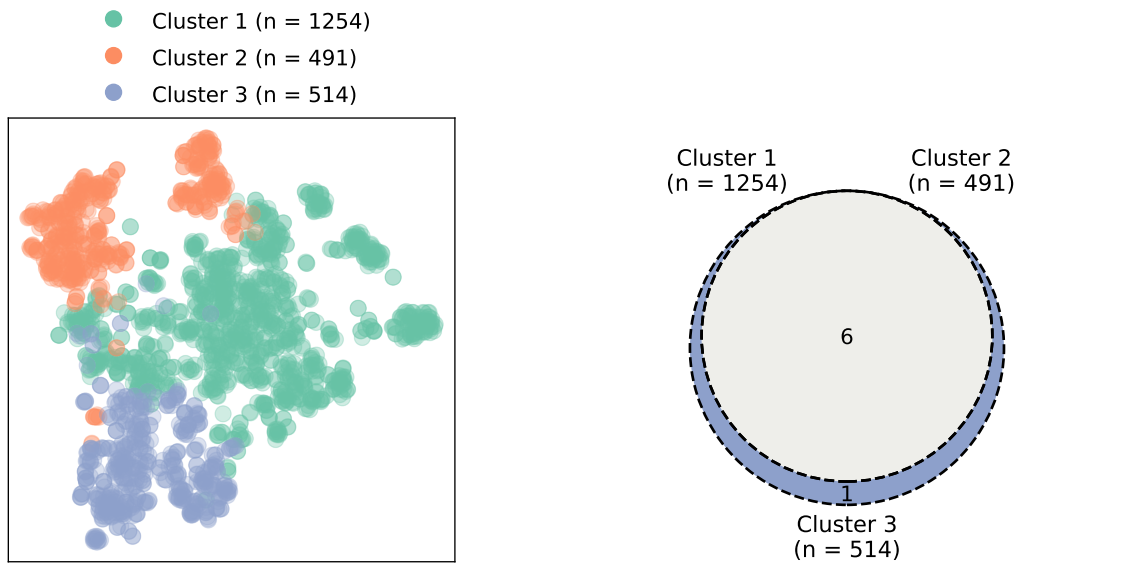 Cluster 1 (n = 1254)
Cluster 2 (n = 491)
Cluster 3 (n = 514)
Cluster 1
(n = 1254)
Cluster 2
(n = 491)
6
1
Cluster 3
(n = 514)